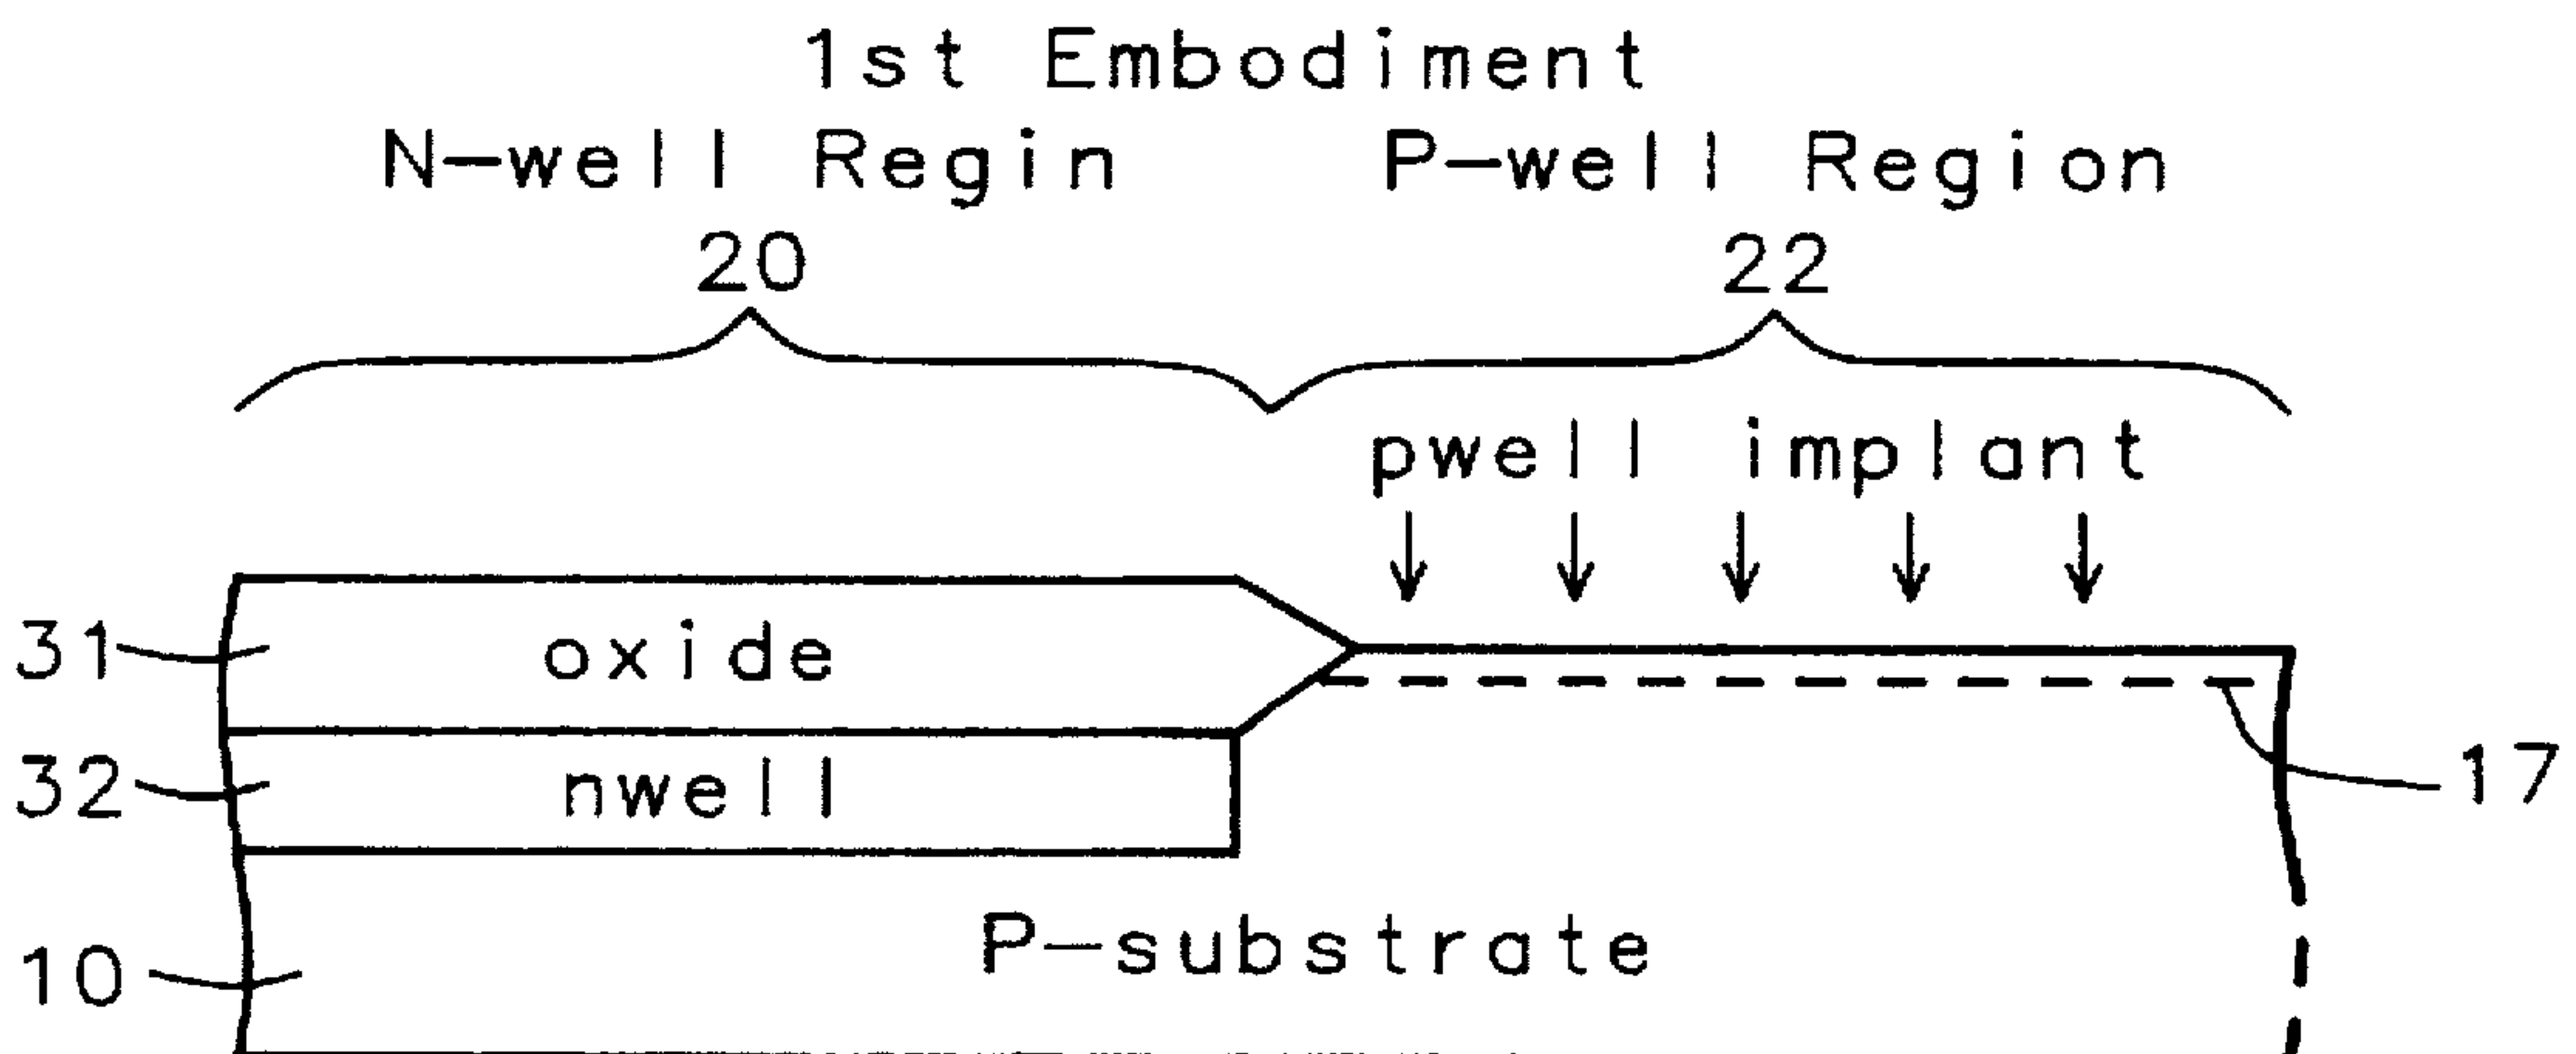 1st Embodiment
N-well Regin P-well Region
20 22
pwell implant
31 oxide
32 nwell 17
10 P-substrate